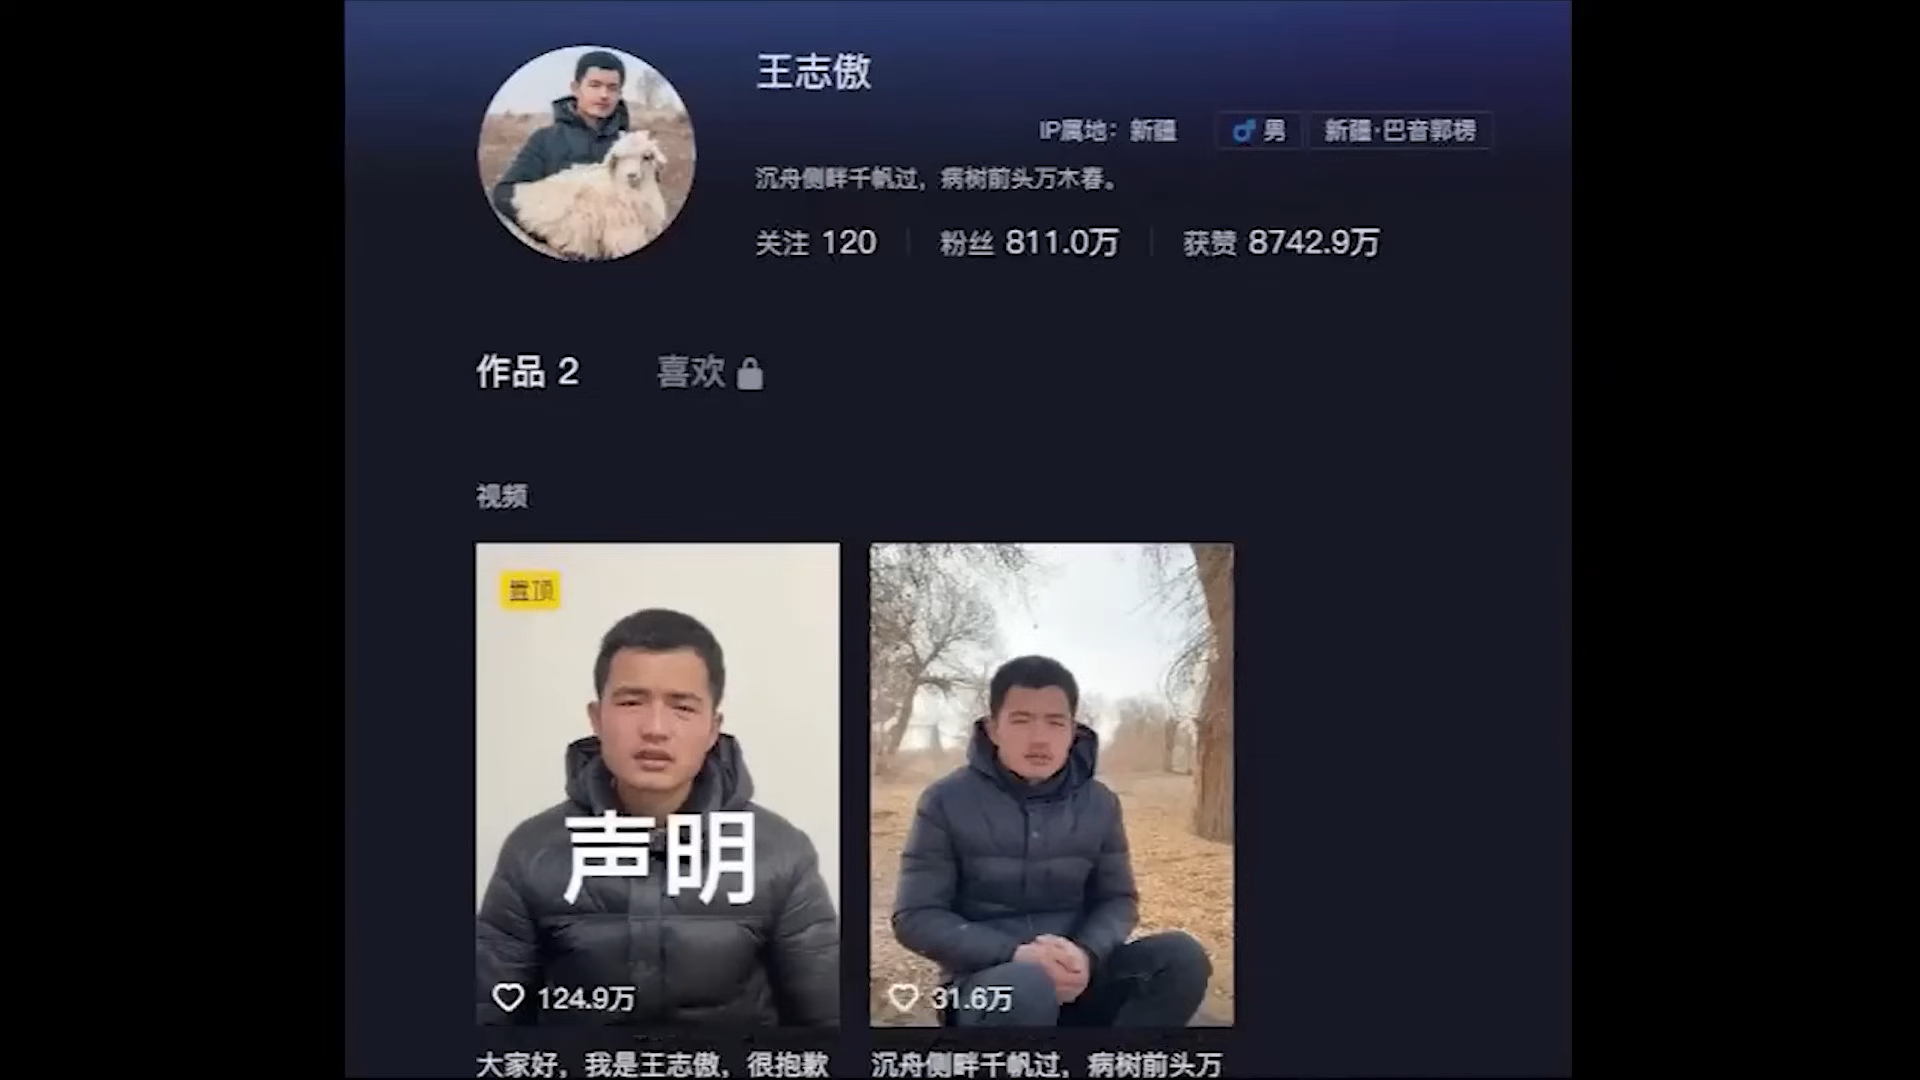 王志傲
IP属地：新疆 男 新疆·巴音郭楞
沉舟侧畔千帆过，病树前头万木春。
关注 120 粉丝 811.0万 获赞 8742.9万
作品 2 喜欢
视频
置顶
声明
124.9万
31.6万
大家好，我是王志傲，很抱歉
沉舟侧畔千帆过，病树前头万